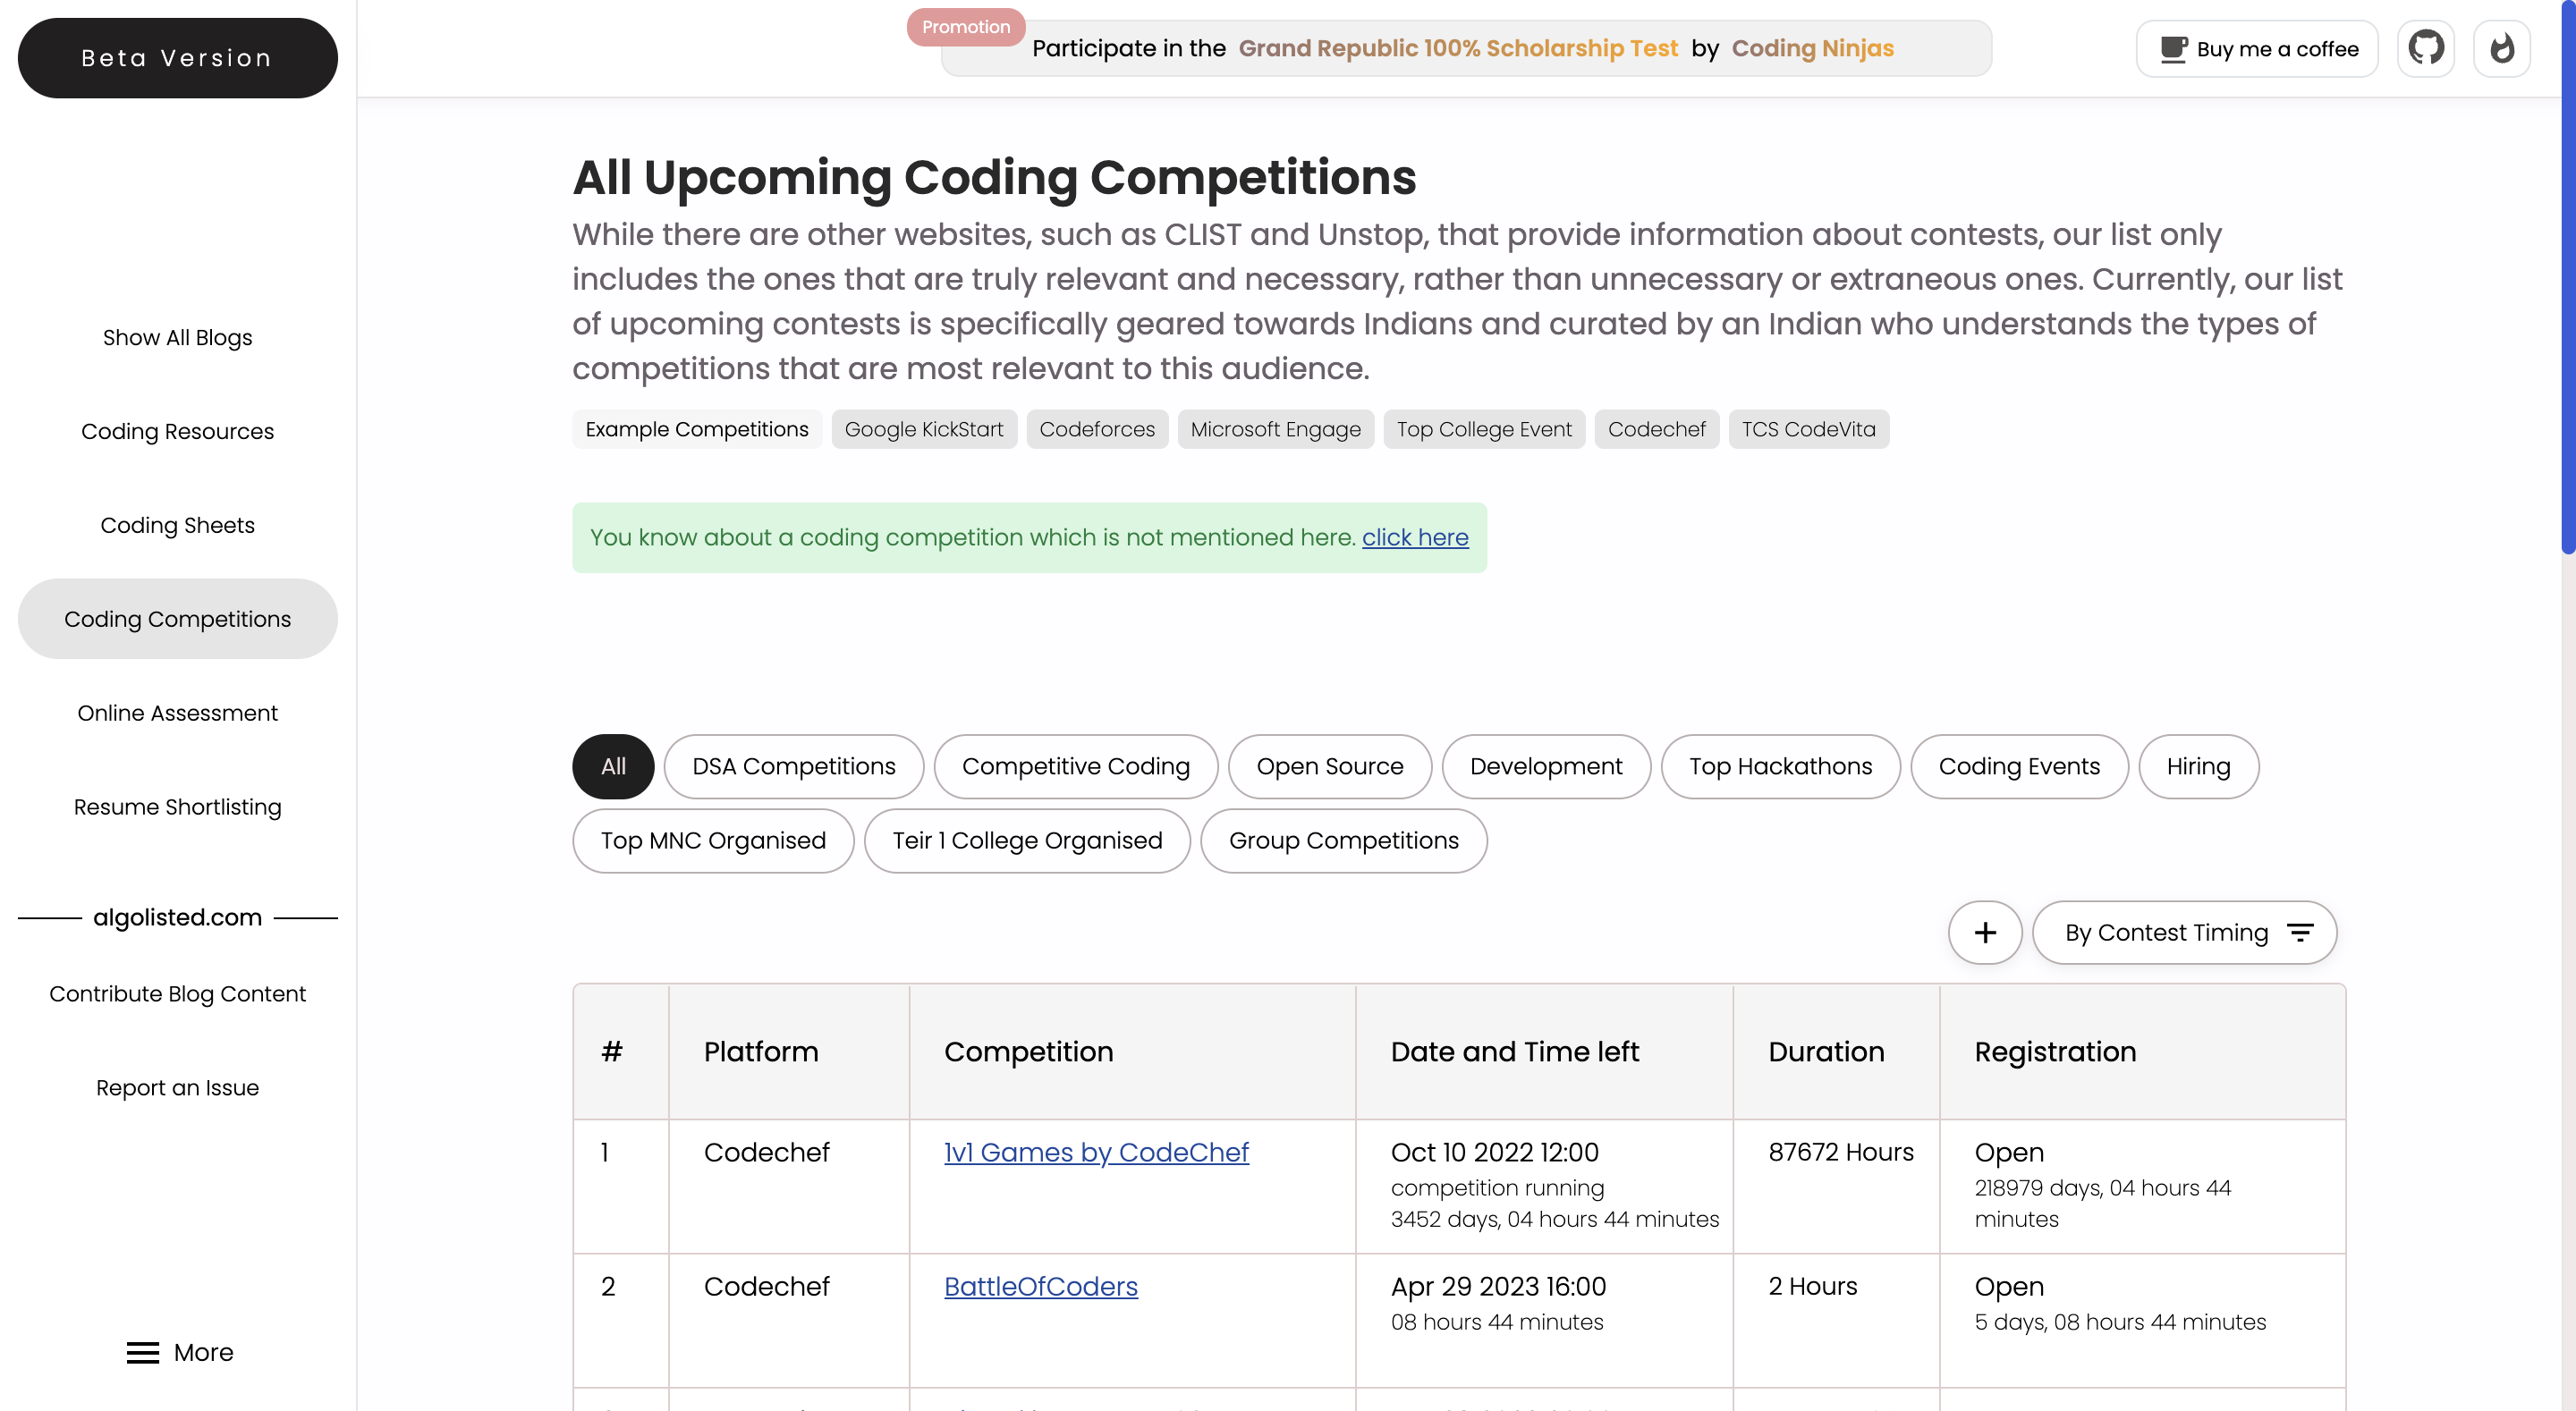 Beta Version
Show All Blogs
Coding Resources
Coding Sheets
Coding Competitions
Online Assessment
Resume Shortlisting
algolisted.com
Contribute Blog Content
Report an Issue
More
Promotion
Participate in the Grand Republic 100% Scholarship Test by Coding Ninjas
Buy me a coffee
All Upcoming Coding Competitions
While there are other websites, such as CLIST and Unstop, that provide information about contests, our list only
includes the ones that are truly relevant and necessary, rather than unnecessary or extraneous ones. Currently, our list
of upcoming contests is specifically geared towards Indians and curated by an Indian who understands the types of
competitions that are most relevant to this audience.
Example Competitions Google KickStart Codeforces Microsoft Engage Top College Event Codechef TCS CodeVita
You know about a coding competition which is not mentioned here. click here
All DSA Competitions Competitive Coding Open Source Development Top Hackathons Coding Events Hiring
Top MNC Organised Teir 1 College Organised Group Competitions
+ By Contest Timing
# Platform Competition Date and Time left Duration Registration
1 Codechef 1v1 Games by CodeChef Oct 10 2022 12:00 87672 Hours Open
competition running 218979 days, 04 hours 44
3452 days, 04 hours 44 minutes minutes
2 Codechef BattleOfCoders Apr 29 2023 16:00 2 Hours Open
08 hours 44 minutes 5 days, 08 hours 44 minutes